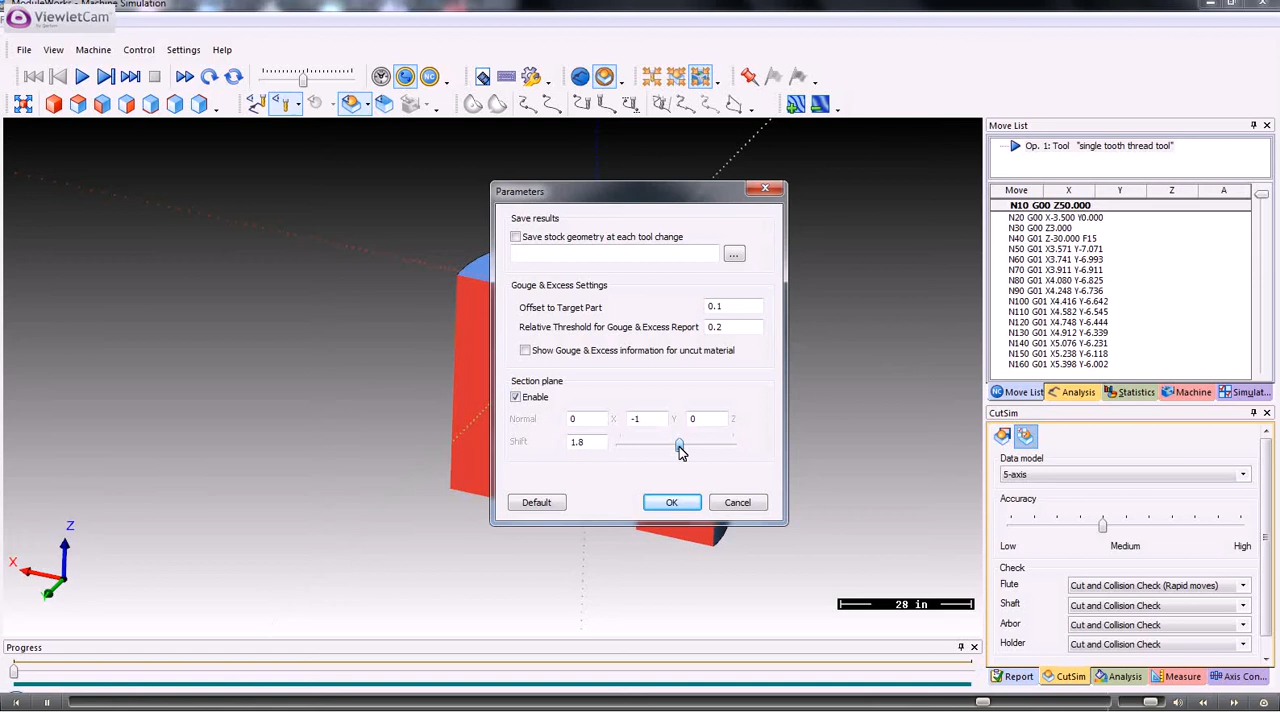 ModuleWorks - Machine Simulation
ViewletCam
File View Machine Control Settings Help
NC
Parameters
Save results
Save stock geometry at each tool change
...
Gouge & Excess Settings
Offset to Target Part 0.1
Relative Threshold for Gouge & Excess Report 0.2
Show Gouge & Excess information for uncut material
Section plane
Enable
Normal 0 X -1 Y 0 Z
Shift 1.8
Default OK Cancel
Z
X
28 in
Progress
Move List
Op. 1: Tool "single tooth thread tool"
Move X Y Z A
N10 G00 Z50.000
N20 G00 X-3.500 Y0.000
N30 G00 Z3.000
N40 G01 Z-30.000 F15
N50 G01 X3.571 Y-7.071
N60 G01 X3.741 Y-6.993
N70 G01 X3.911 Y-6.911
N80 G01 X4.080 Y-6.825
N90 G01 X4.248 Y-6.736
N100 G01 X4.416 Y-6.642
N110 G01 X4.582 Y-6.545
N120 G01 X4.748 Y-6.444
N130 G01 X4.912 Y-6.339
N140 G01 X5.076 Y-6.231
N150 G01 X5.238 Y-6.118
N160 G01 X5.398 Y-6.002
Move List Analysis Statistics Machine Simulat...
CutSim
Data model
5-axis
Accuracy
Low Medium High
Check
Flute Cut and Collision Check (Rapid moves)
Shaft Cut and Collision Check
Arbor Cut and Collision Check
Holder Cut and Collision Check
Report CutSim Analysis Measure Axis Con...